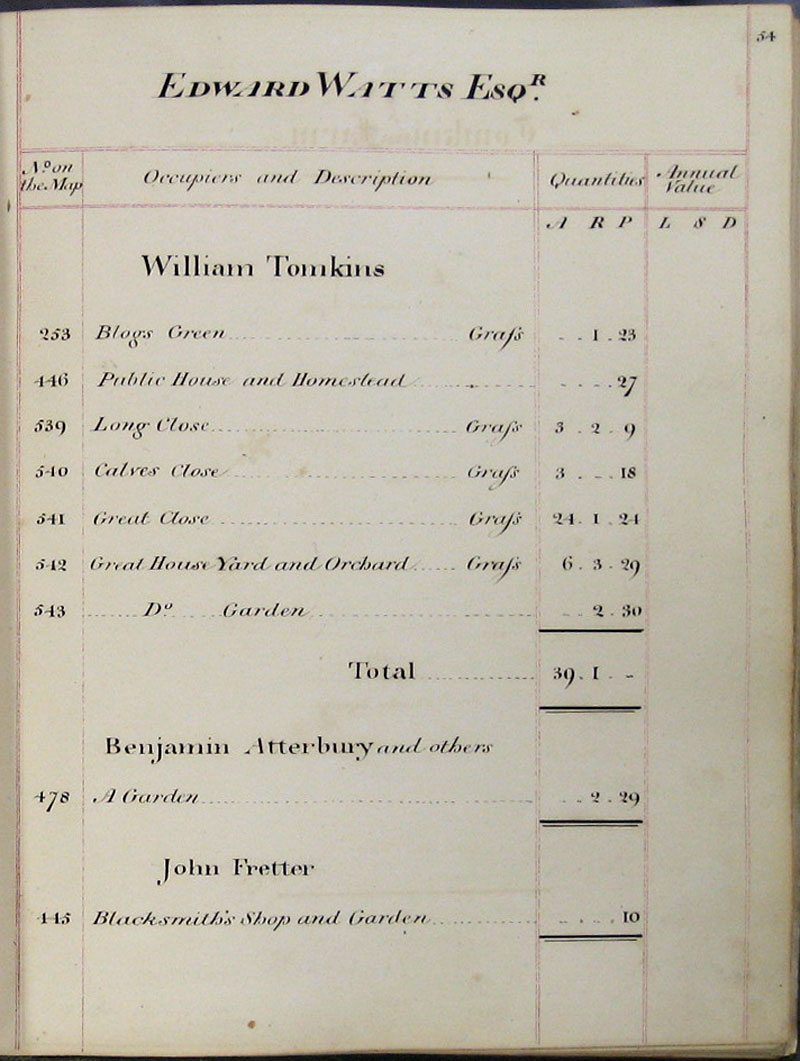 54
EDWARD WATTS ESQR.
No on the Map Occupiers and Description Quantities Annual Value
A R P L S D
William Tomkins
253 Blogs Green Graſs - . 1 . 23
446 Public House and Homestead - . - . 27
539 Long Close Graſs 3 . 2 . 9
540 Calves Close Graſs 3 . - . 18
541 Great Close Graſs 24 . 1 . 24
542 Great House Yard and Orchard Graſs 6 . 3 . 29
543 Do Garden - . 2 . 30
Total 39 . 1 . -
Benjamin Atterbury and others
478 A Garden - . 2 . 29
John Fretter
445 Blacksmith's Shop and Garden - . - . 10